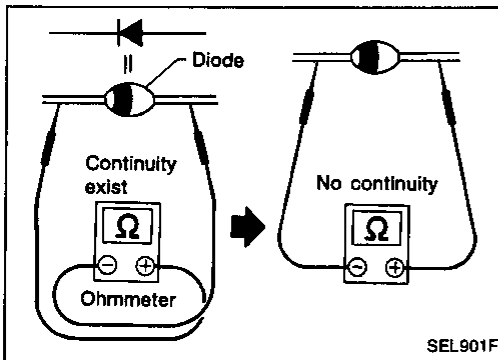 Diode
Continuity
exist
No continuity
Ω
Ω
− +
− +
Ohmmeter
SEL901F